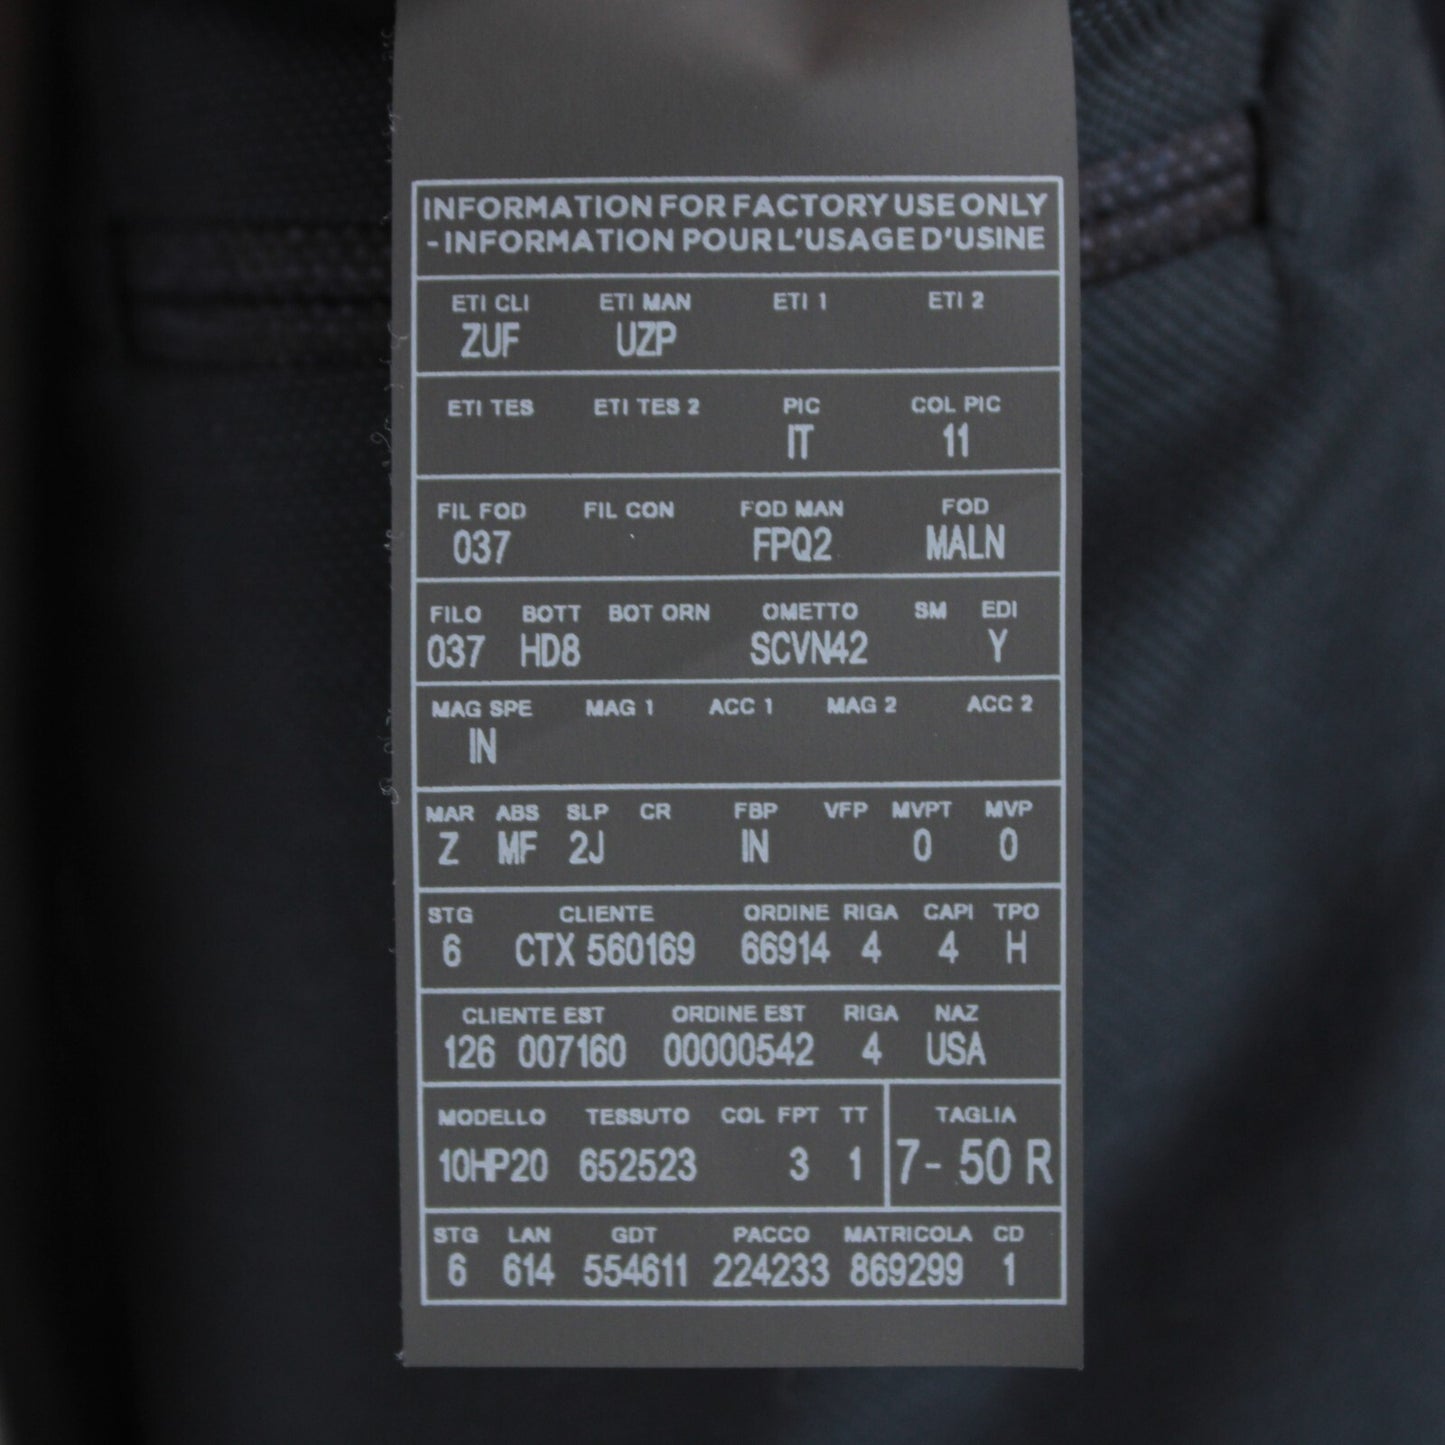 INFORMATION FOR FACTORY USE ONLY
- INFORMATION POUR L'USAGE D'USINE
ETI CLI ETI MAN ETI 1 ETI 2
ZUF UZP
ETI TES ETI TES 2 PIC COL PIC
IT 11
FIL FOD FIL CON FOD MAN FOD
037 FPQ2 MALN
FILO BOTT BOT ORN OMETTO SM EDI
037 HD8 SCVN42 Y
MAG SPE MAG 1 ACC 1 MAG 2 ACC 2
IN
MAR ABS SLP CR FBP VFP MVPT MVP
Z MF 2J IN 0 0
STG CLIENTE ORDINE RIGA CAPI TPO
6 CTX 560169 66914 4 4 H
CLIENTE EST ORDINE EST RIGA NAZ
126 007160 00000542 4 USA
MODELLO TESSUTO COL FPT TT TAGLIA
10HP20 652523 3 1 7- 50 R
STG LAN GDT PACCO MATRICOLA CD
6 614 554611 224233 869299 1